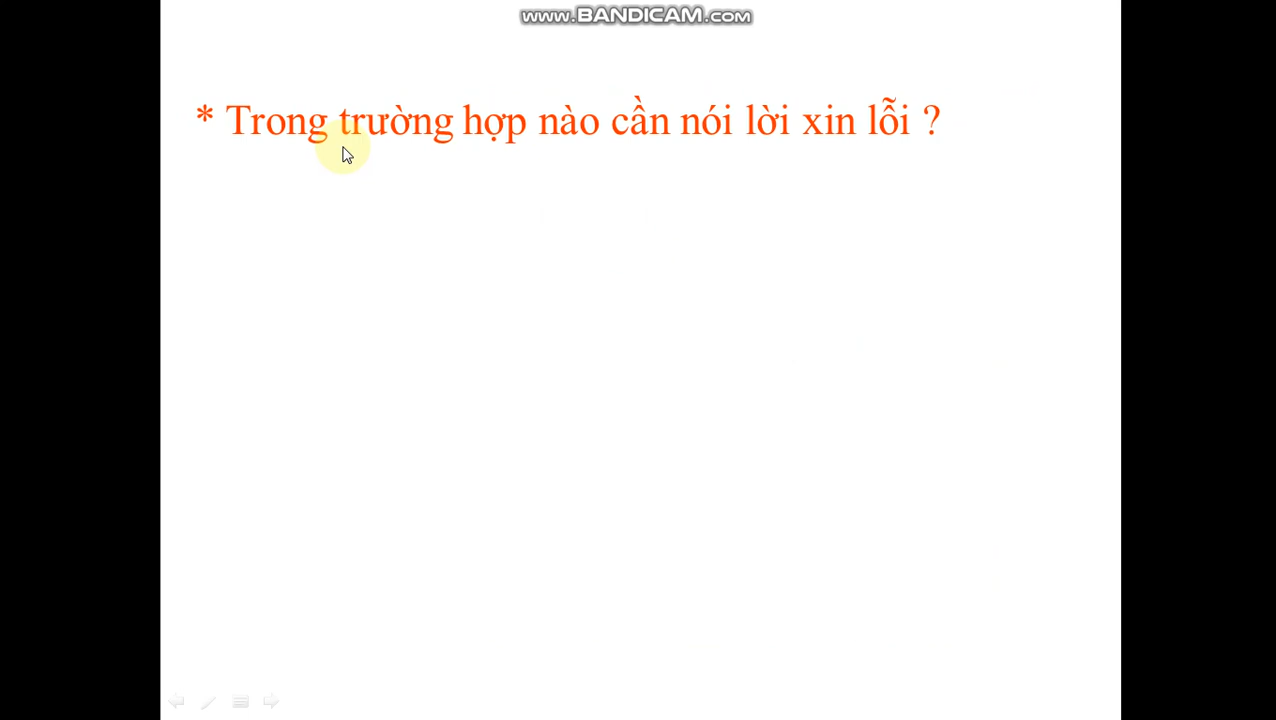 www.BANDICAM.com
* Trong trường hợp nào cần nói lời xin lỗi ?